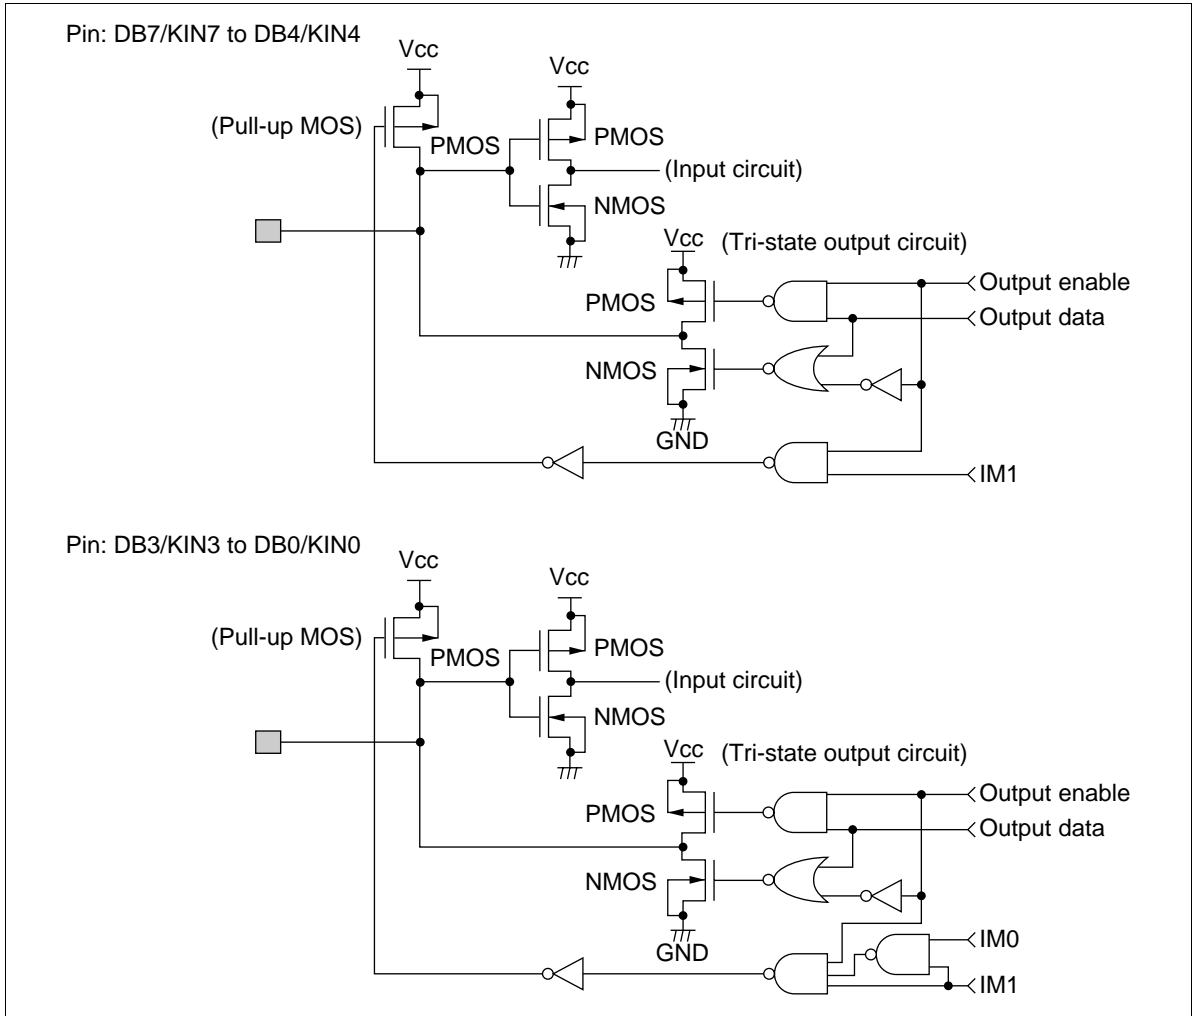 Pin: DB7/KIN7 to DB4/KIN4
Vcc
Vcc
(Pull-up MOS)
PMOS
PMOS
(Input circuit)
NMOS
Vcc
(Tri-state output circuit)
PMOS
Output enable
Output data
NMOS
GND
IM1
Pin: DB3/KIN3 to DB0/KIN0
Vcc
Vcc
(Pull-up MOS)
PMOS
PMOS
(Input circuit)
NMOS
Vcc
(Tri-state output circuit)
PMOS
Output enable
Output data
NMOS
GND
IM0
IM1